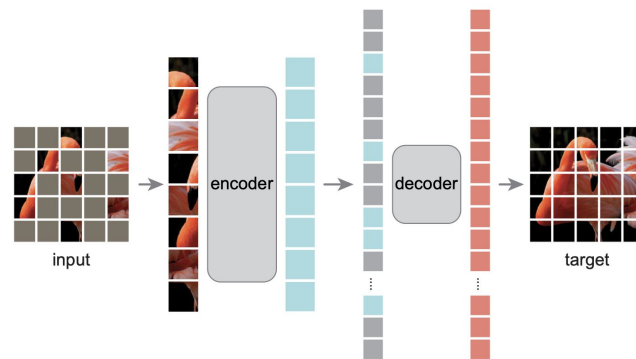 encoder
decoder
input
target